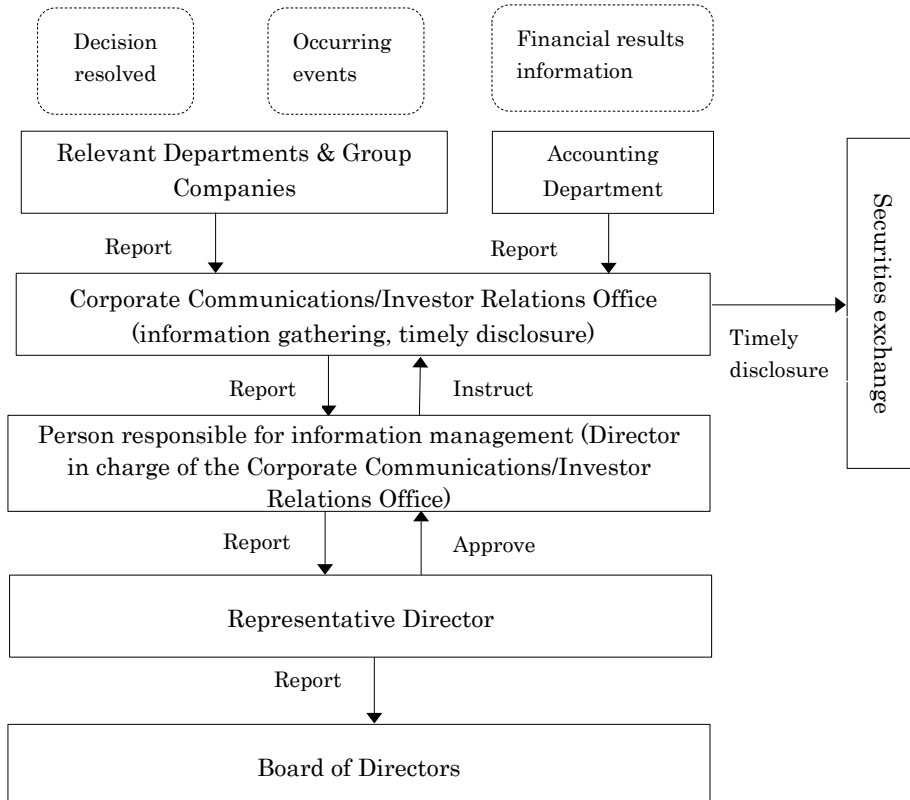 Decision
resolved
Occurring
events
Financial results
information
Relevant Departments & Group
Companies
Accounting
Department
Securities exchange
Report
Report
Corporate Communications/Investor Relations Office
(information gathering, timely disclosure)
Timely
disclosure
Report
Instruct
Person responsible for information management (Director
in charge of the Corporate Communications/Investor
Relations Office)
Report
Approve
Representative Director
Report
Board of Directors